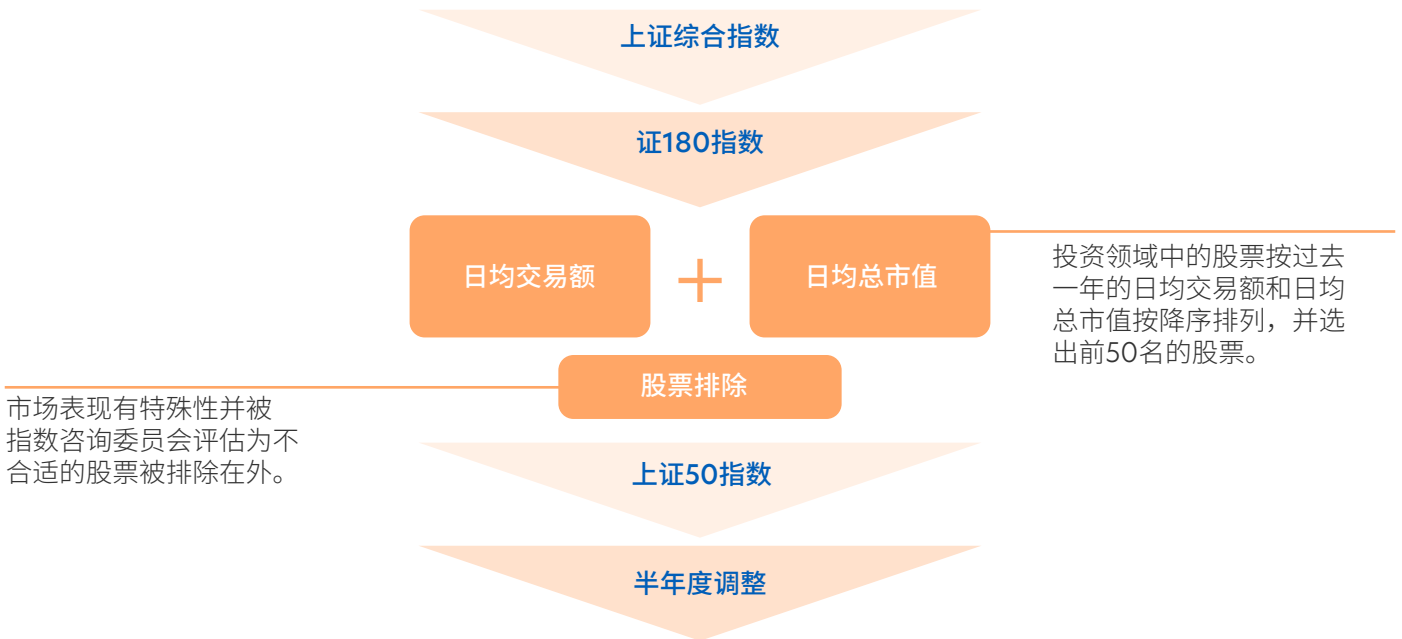 上证综合指数
证180指数
日均交易额
+
日均总市值
投资领域中的股票按过去
一年的日均交易额和日均
总市值按降序排列，并选
出前50名的股票。
股票排除
市场表现有特殊性并被
指数咨询委员会评估为不
合适的股票被排除在外。
上证50指数
半年度调整